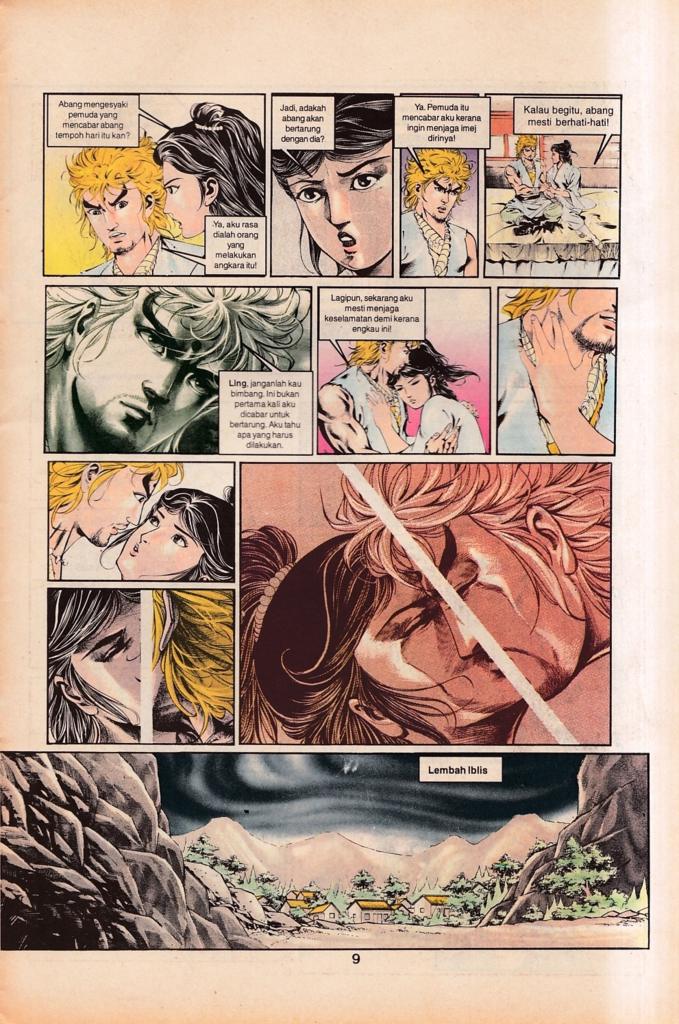 Abang mengesyaki
pemuda yang
mencabar abang
tempoh hari itu kan?
Ya, aku rasa
dialah orang
yang
melakukan
angkara itu!
Jadi, adakah
abang akan
bertarung
dengan dia?
Ya. Pemuda itu
mencabar aku kerana
ingin menjaga imej
dirinya!
Kalau begitu, abang
mesti berhati-hati!
Ling, janganlah kau
bimbang. Ini bukan
pertama kali aku
dicabar untuk
bertarung. Aku tahu
apa yang harus
dilakukan.
Lagipun, sekarang aku
mesti menjaga
keselamatan demi kerana
engkau ini!
Lembah Iblis
9